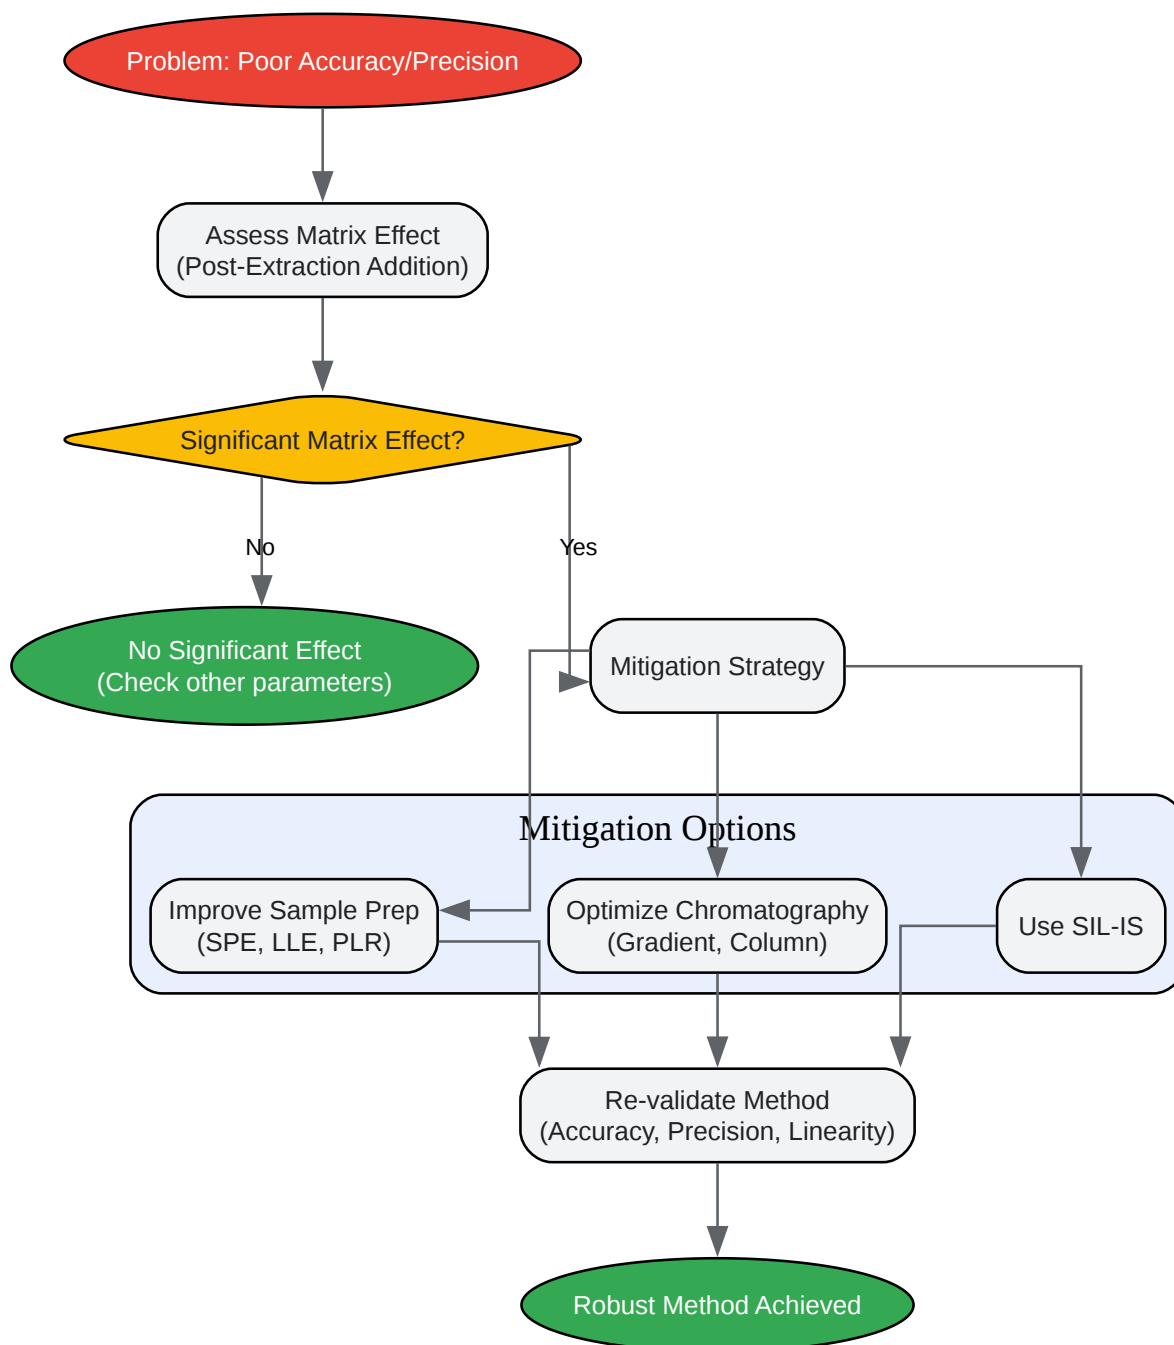 Problem: Poor Accuracy/Precision
Assess Matrix Effect
(Post-Extraction Addition)
Significant Matrix Effect?
No
Yes
No Significant Effect
(Check other parameters)
Mitigation Strategy
Mitigation Options
Improve Sample Prep
(SPE, LLE, PLR)
Optimize Chromatography
(Gradient, Column)
Use SIL-IS
Re-validate Method
(Accuracy, Precision, Linearity)
Robust Method Achieved